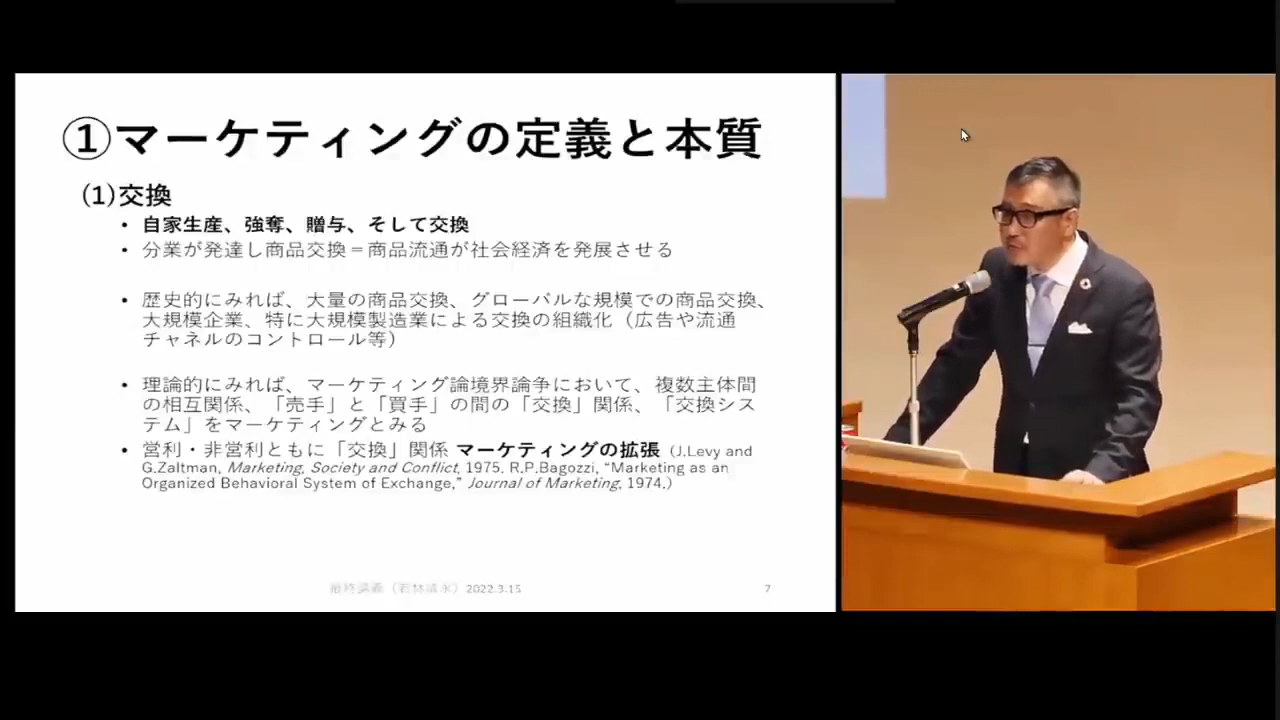 ①マーケティングの定義と本質
(1)交換
• 自家生産、強奪、贈与、そして交換
• 分業が発達し商品交換＝商品流通が社会経済を発展させる
• 歴史的にみれば、大量の商品交換、グローバルな規模での商品交換、
大規模企業、特に大規模製造業による交換の組織化（広告や流通
チャネルのコントロール等）
• 理論的にみれば、マーケティング論境界論争において、複数主体間
の相互関係、「売手」と「買手」の間の「交換」関係、「交換シス
テム」をマーケティングとみる
• 営利・非営利ともに「交換」関係 マーケティングの拡張（J.Levy and
G.Zaltman, Marketing, Society and Conflict, 1975. R.P.Bagozzi, “Marketing as an
Organized Behavioral System of Exchange,” Journal of Marketing, 1974.)
最終講義（若林靖永）2022.3.15
7